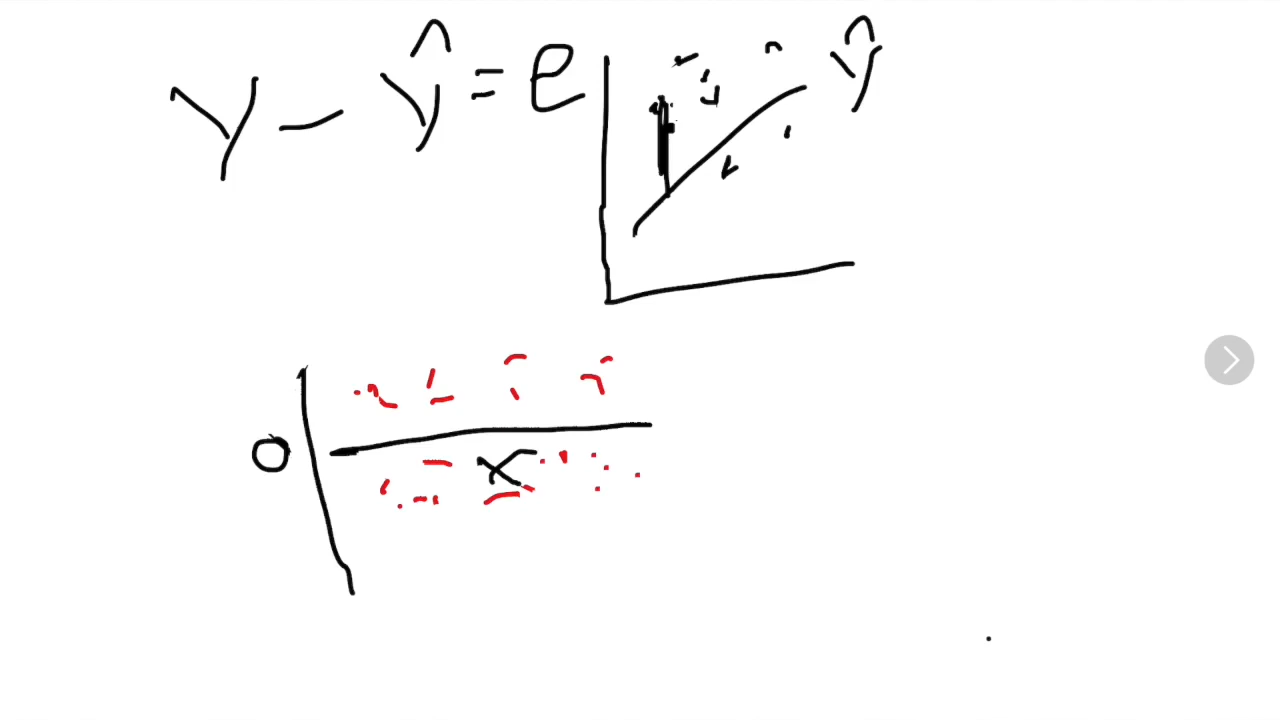 y - ŷ = e
ŷ
0
x